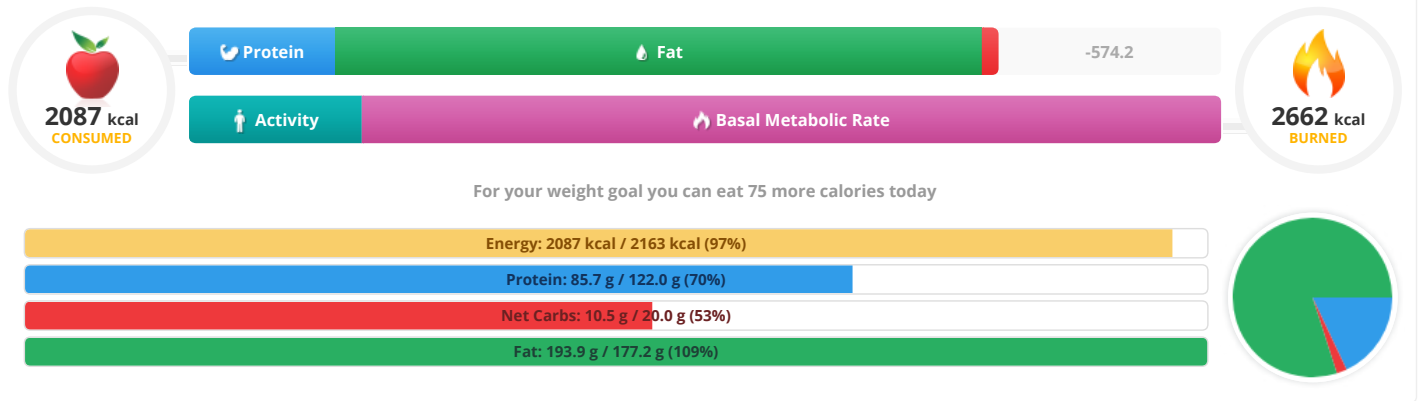 Protein
Fat
-574.2
2087 kcal
CONSUMED
2662 kcal
BURNED
Activity
Basal Metabolic Rate
For your weight goal you can eat 75 more calories today
Energy: 2087 kcal / 2163 kcal (97%)
Protein: 85.7 g / 122.0 g (70%)
Net Carbs: 10.5 g / 20.0 g (53%)
Fat: 193.9 g / 177.2 g (109%)